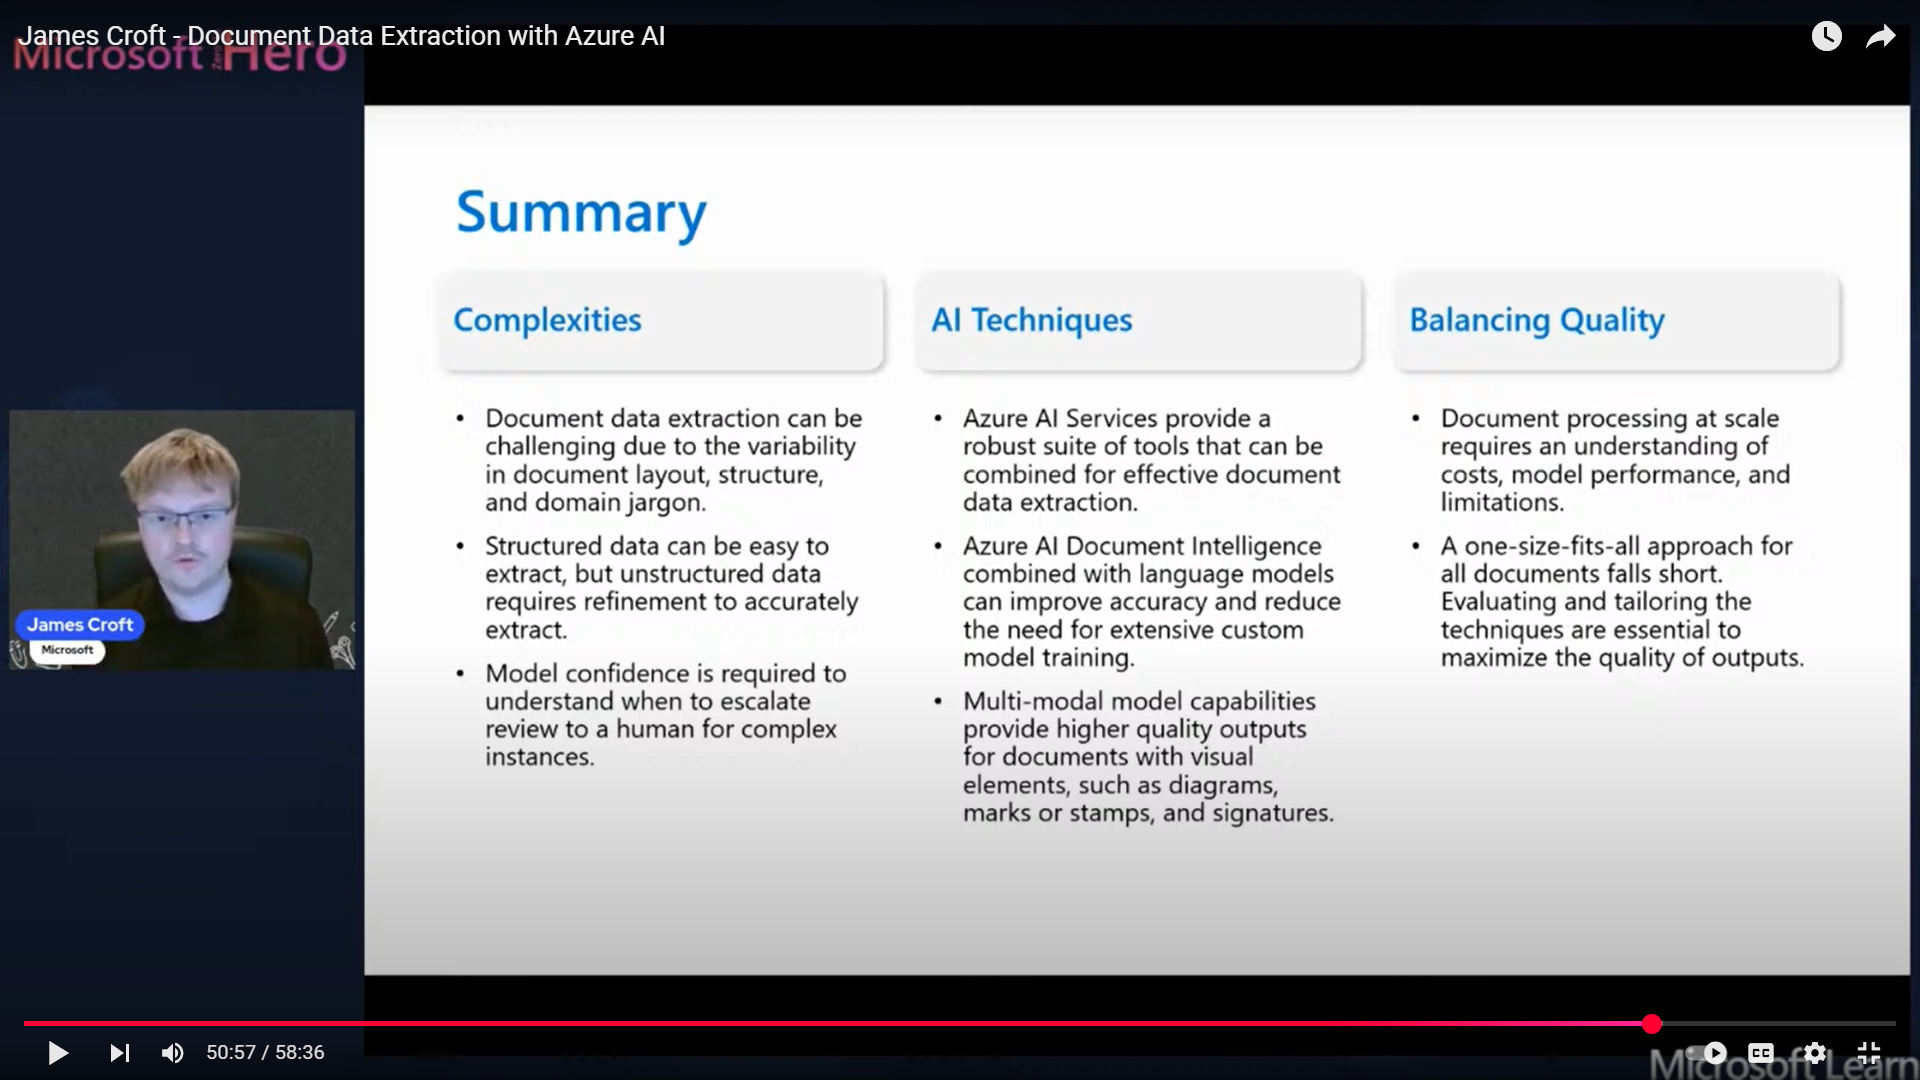 James Croft - Document Data Extraction with Azure AI
Microsoft Zero Hero
Summary
Complexities
• Document data extraction can be
challenging due to the variability
in document layout, structure,
and domain jargon.
• Structured data can be easy to
extract, but unstructured data
requires refinement to accurately
extract.
• Model confidence is required to
understand when to escalate
review to a human for complex
instances.
AI Techniques
• Azure AI Services provide a
robust suite of tools that can be
combined for effective document
data extraction.
• Azure AI Document Intelligence
combined with language models
can improve accuracy and reduce
the need for extensive custom
model training.
• Multi-modal model capabilities
provide higher quality outputs
for documents with visual
elements, such as diagrams,
marks or stamps, and signatures.
Balancing Quality
• Document processing at scale
requires an understanding of
costs, model performance, and
limitations.
• A one-size-fits-all approach for
all documents falls short.
Evaluating and tailoring the
techniques are essential to
maximize the quality of outputs.
James Croft
Microsoft
50:57 / 58:36
CC
Microsoft Learn